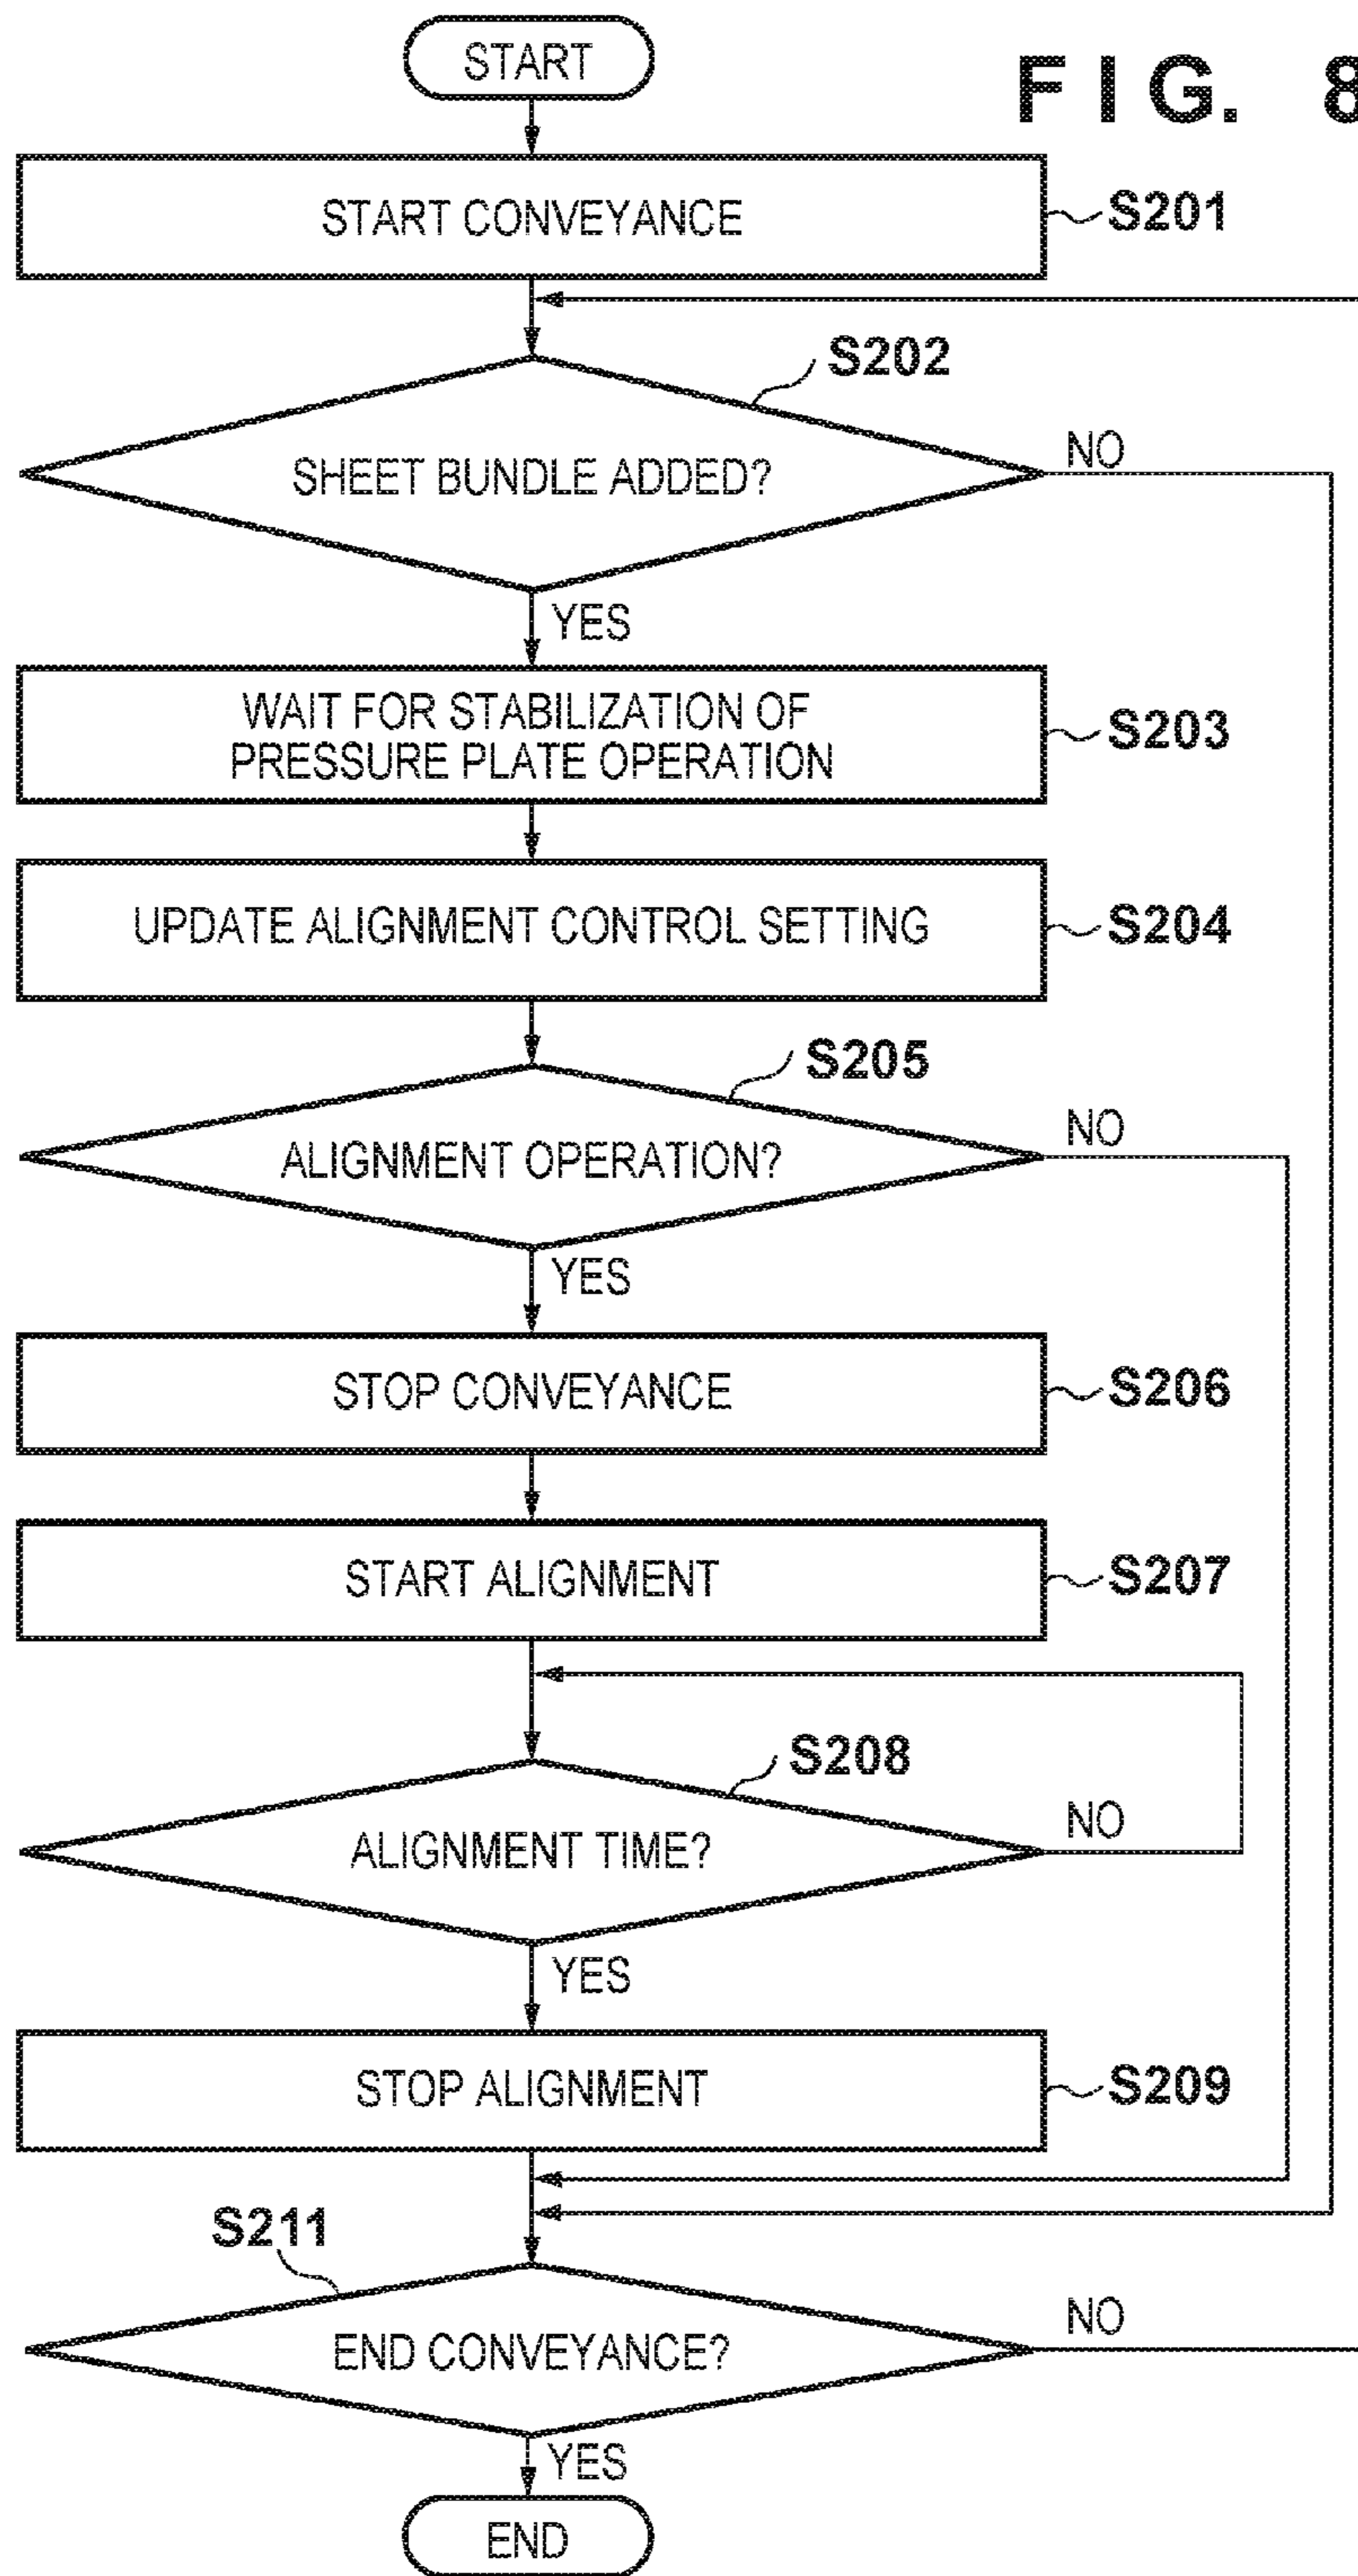 START
FIG. 8
START CONVEYANCE
S201
S202
SHEET BUNDLE ADDED?
NO
YES
WAIT FOR STABILIZATION OF
PRESSURE PLATE OPERATION
S203
UPDATE ALIGNMENT CONTROL SETTING
S204
S205
ALIGNMENT OPERATION?
NO
YES
STOP CONVEYANCE
S206
START ALIGNMENT
S207
S208
ALIGNMENT TIME?
NO
YES
STOP ALIGNMENT
S209
S211
END CONVEYANCE?
NO
YES
END